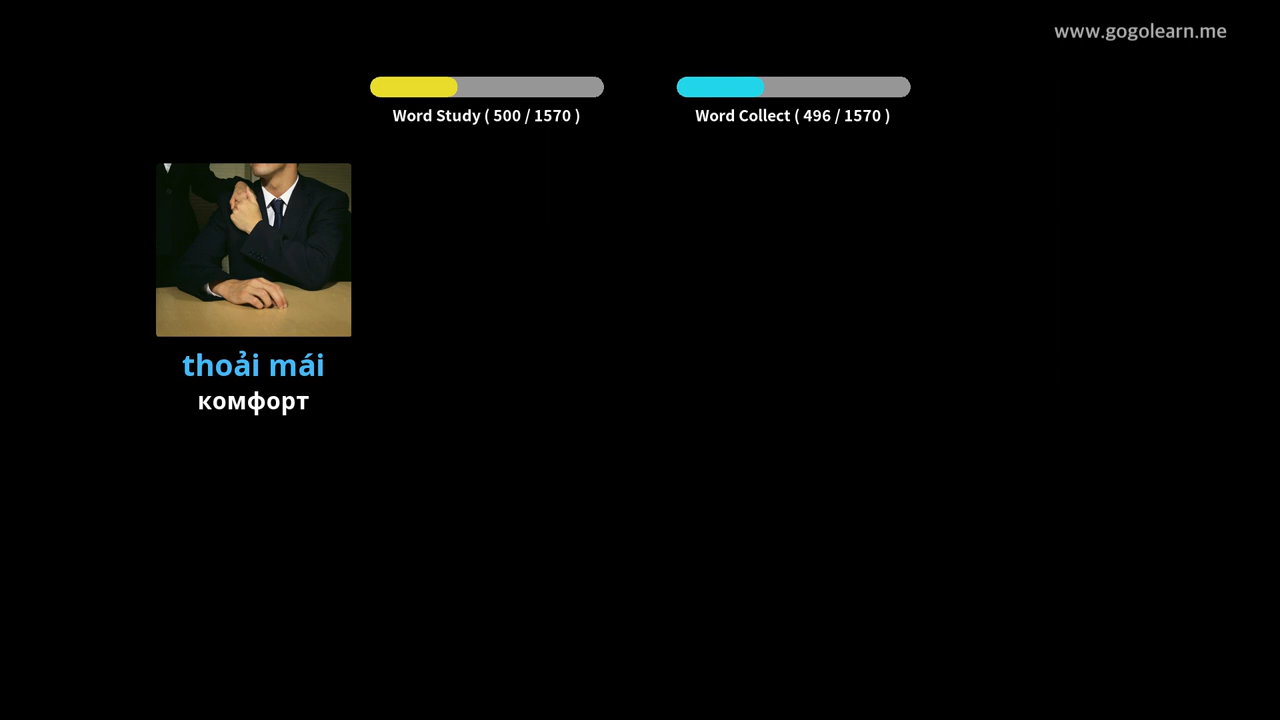 www.gogolearn.me
Word Study ( 500 / 1570 )
Word Collect ( 496 / 1570 )
thoải mái
комфорт